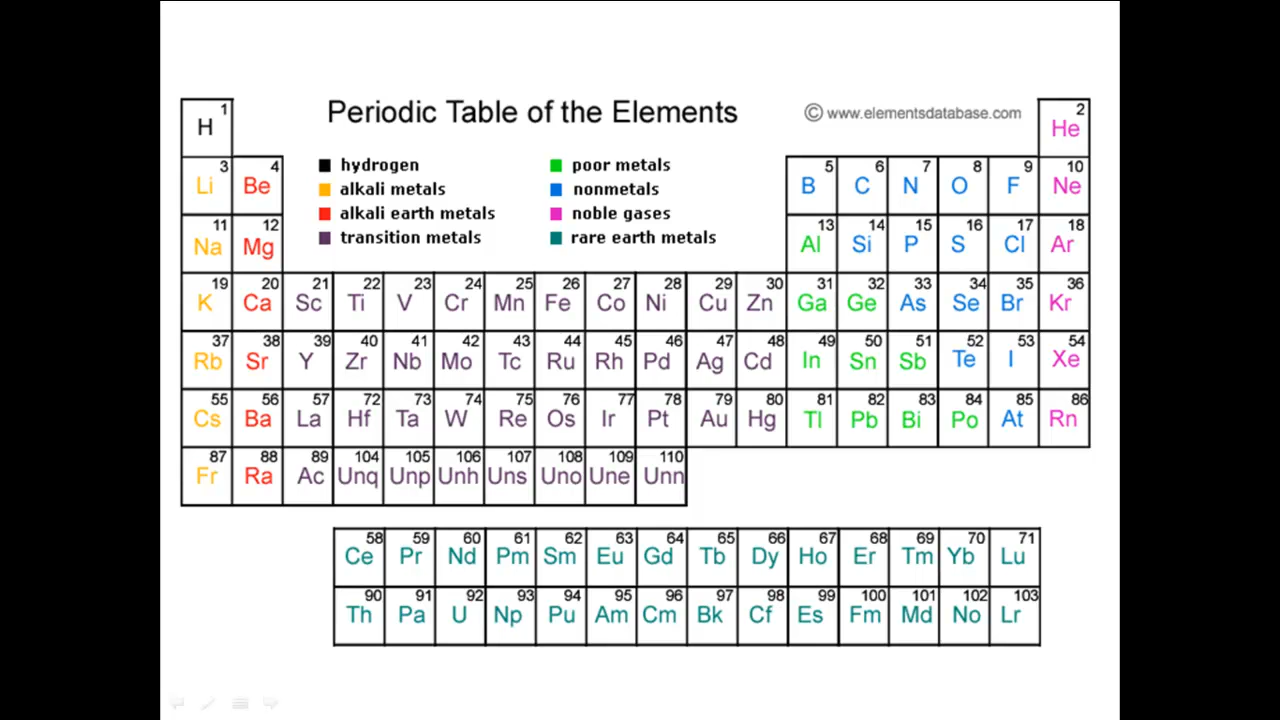 Periodic Table of the Elements
© www.elementsdatabase.com
hydrogen
alkali metals
alkali earth metals
transition metals
poor metals
nonmetals
noble gases
rare earth metals
1 2
H He
3 4 5 6 7 8 9 10
Li Be B C N O F Ne
11 12 13 14 15 16 17 18
Na Mg Al Si P S Cl Ar
19 20 21 22 23 24 25 26 27 28 29 30 31 32 33 34 35 36
K Ca Sc Ti V Cr Mn Fe Co Ni Cu Zn Ga Ge As Se Br Kr
37 38 39 40 41 42 43 44 45 46 47 48 49 50 51 52 53 54
Rb Sr Y Zr Nb Mo Tc Ru Rh Pd Ag Cd In Sn Sb Te I Xe
55 56 57 72 73 74 75 76 77 78 79 80 81 82 83 84 85 86
Cs Ba La Hf Ta W Re Os Ir Pt Au Hg Tl Pb Bi Po At Rn
87 88 89 104 105 106 107 108 109 110
Fr Ra Ac Unq Unp Unh Uns Uno Une Unn
58 59 60 61 62 63 64 65 66 67 68 69 70 71
Ce Pr Nd Pm Sm Eu Gd Tb Dy Ho Er Tm Yb Lu
90 91 92 93 94 95 96 97 98 99 100 101 102 103
Th Pa U Np Pu Am Cm Bk Cf Es Fm Md No Lr